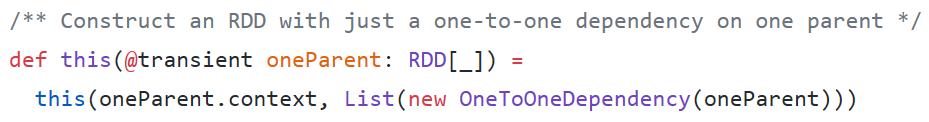 /** Construct an RDD with just a one-to-one dependency on one parent */
def this(@transient oneParent: RDD[_]) =
  this(oneParent.context, List(new OneToOneDependency(oneParent)))